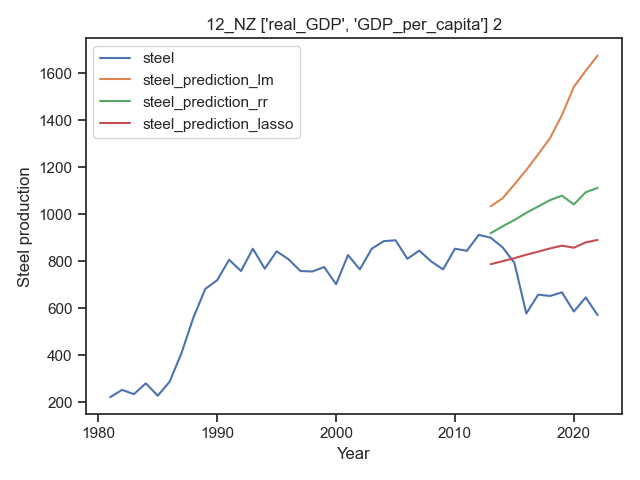 12_NZ ['real_GDP', 'GDP_per_capita'] 2
steel
steel_prediction_lm
steel_prediction_rr
steel_prediction_lasso
Steel production
1600
1400
1200
1000
800
600
400
200
1980
1990
2000
2010
2020
Year